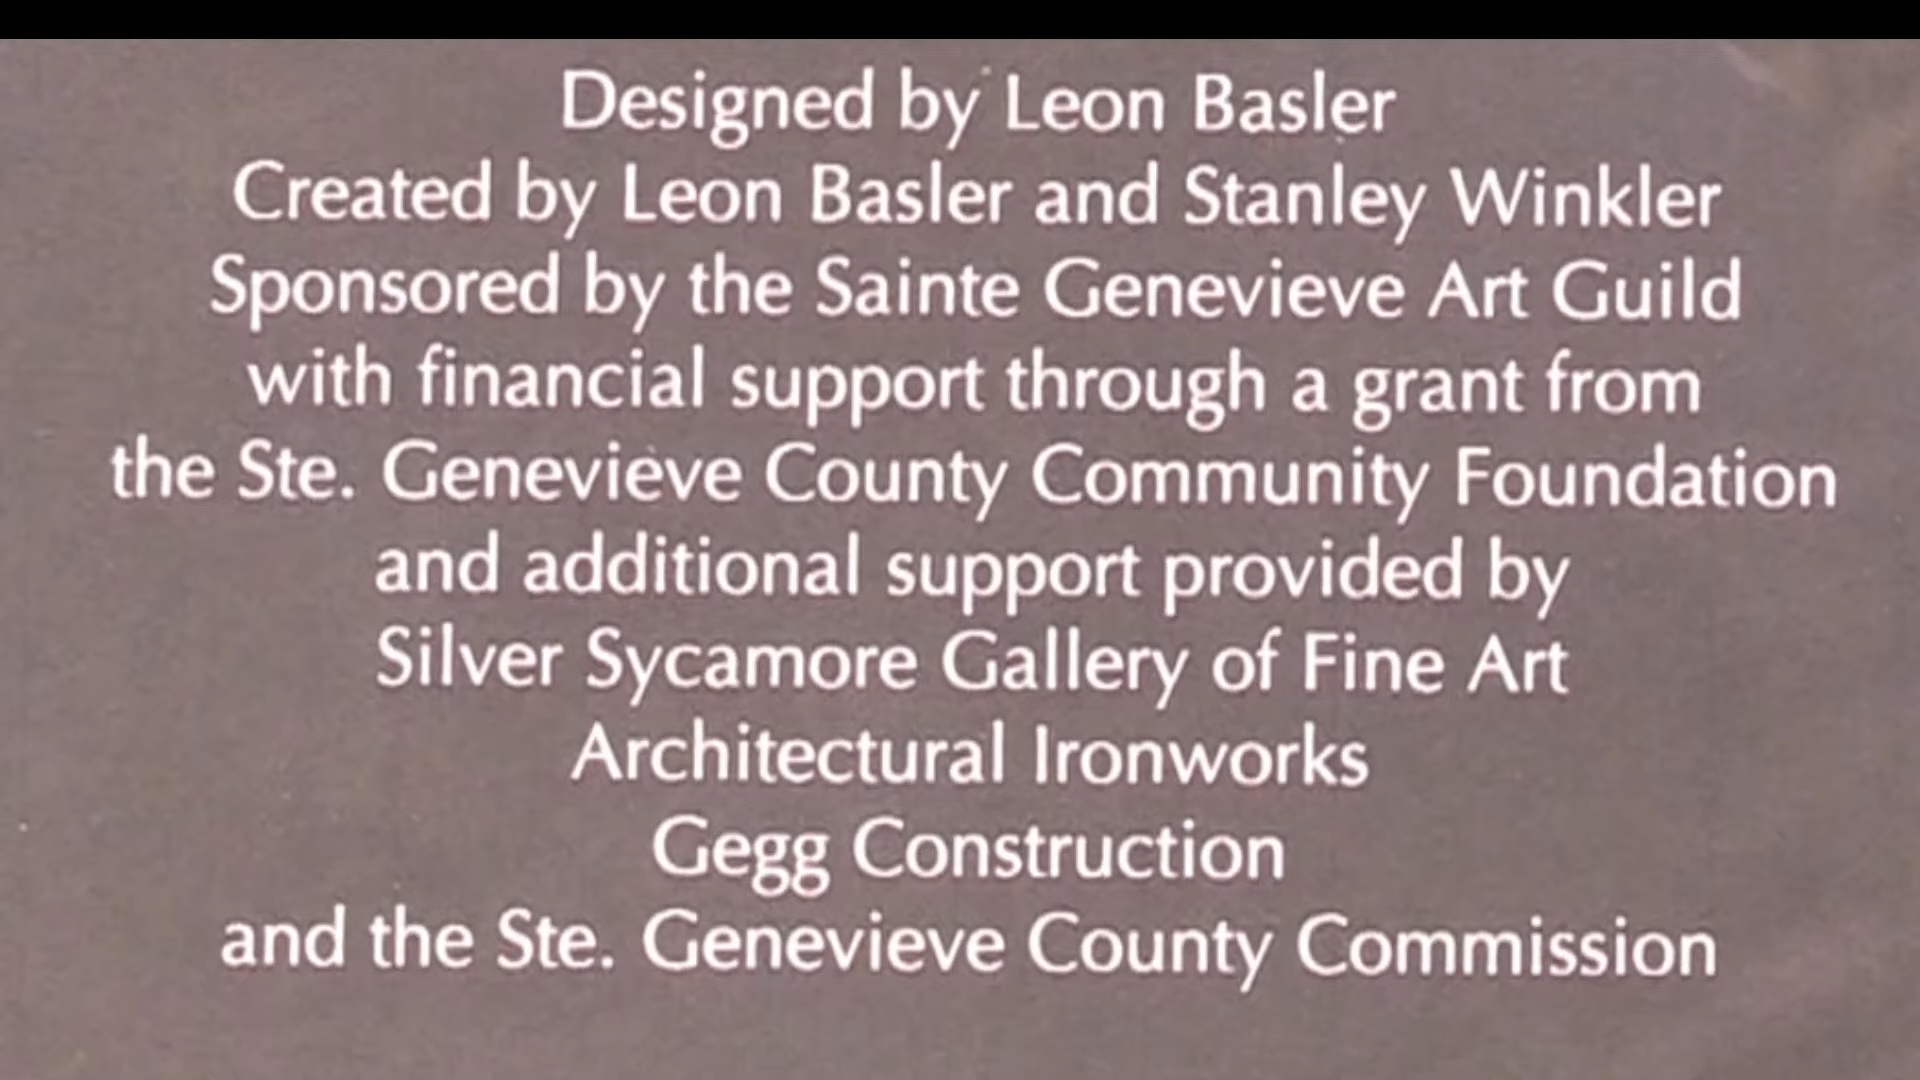 Designed by Leon Basler
Created by Leon Basler and Stanley Winkler
Sponsored by the Sainte Genevieve Art Guild
with financial support through a grant from
the Ste. Genevieve County Community Foundation
and additional support provided by
Silver Sycamore Gallery of Fine Art
Architectural Ironworks
Gegg Construction
and the Ste. Genevieve County Commission